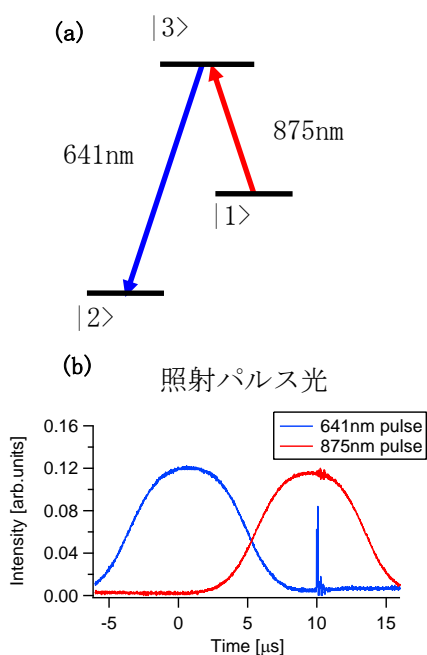 (a)
|3>
641nm
875nm
|1>
|2>
(b)
照射パルス光
641nm pulse
875nm pulse
Intensity [arb.units]
0.16
0.12
0.08
0.04
0.00
-5
0
5
10
15
Time [μs]